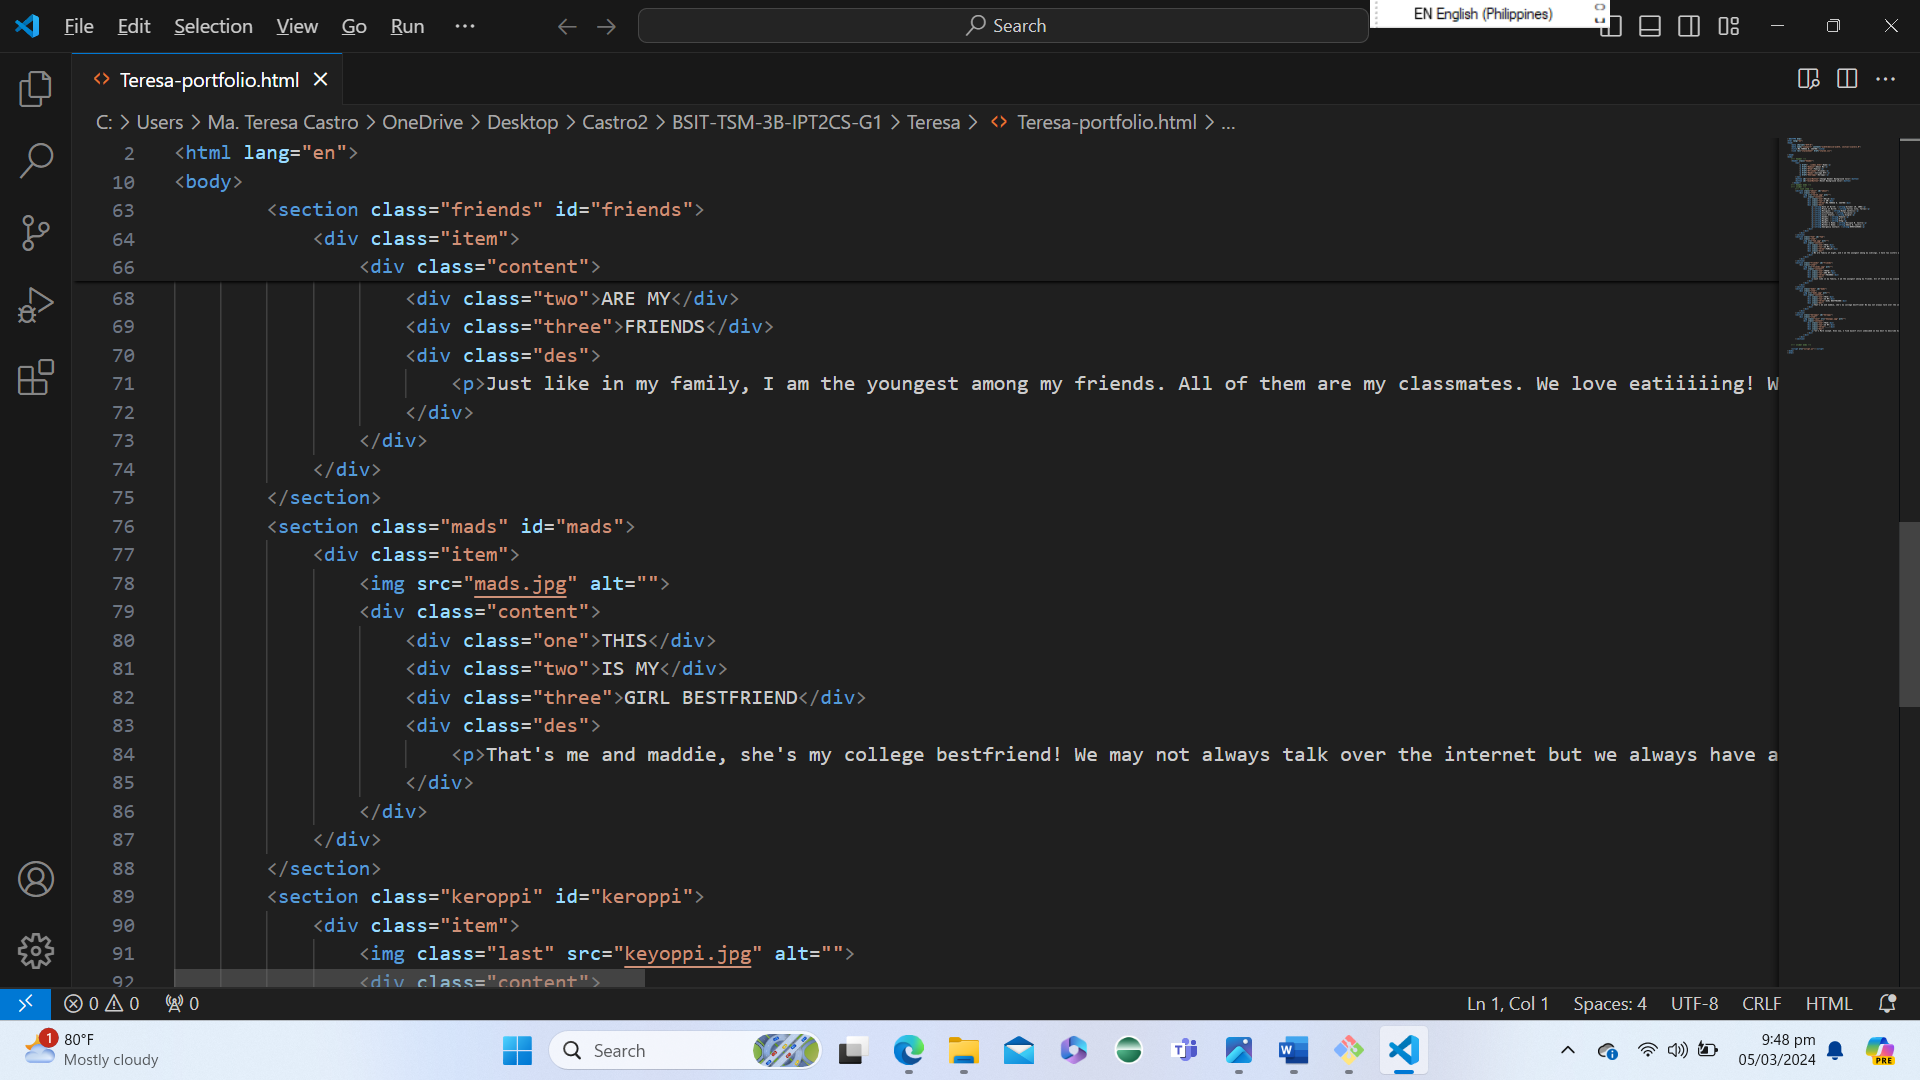 File Edit Selection View Go Run ··· Search EN English (Philippines)
Teresa-portfolio.html
C: > Users > Ma. Teresa Castro > OneDrive > Desktop > Castro2 > BSIT-TSM-3B-IPT2CS-G1 > Teresa > <> Teresa-portfolio.html > ...
2 <html lang="en">
10 <body>
63 <section class="friends" id="friends">
64 <div class="item">
66 <div class="content">
68 <div class="two">ARE MY</div>
69 <div class="three">FRIENDS</div>
70 <div class="des">
71 <p>Just like in my family, I am the youngest among my friends. All of them are my classmates. We love eatiiiiing! W
72 </div>
73 </div>
74 </div>
75 </section>
76 <section class="mads" id="mads">
77 <div class="item">
78 <img src="mads.jpg" alt="">
79 <div class="content">
80 <div class="one">THIS</div>
81 <div class="two">IS MY</div>
82 <div class="three">GIRL BESTFRIEND</div>
83 <div class="des">
84 <p>That's me and maddie, she's my college bestfriend! We may not always talk over the internet but we always have a
85 </div>
86 </div>
87 </div>
88 </section>
89 <section class="keroppi" id="keroppi">
90 <div class="item">
91 <img class="last" src="keyoppi.jpg" alt="">
92 <div class="content">
0 0 0 Ln 1, Col 1 Spaces: 4 UTF-8 CRLF HTML
1 80°F
Mostly cloudy
Search
9:48 pm
05/03/2024
PRE